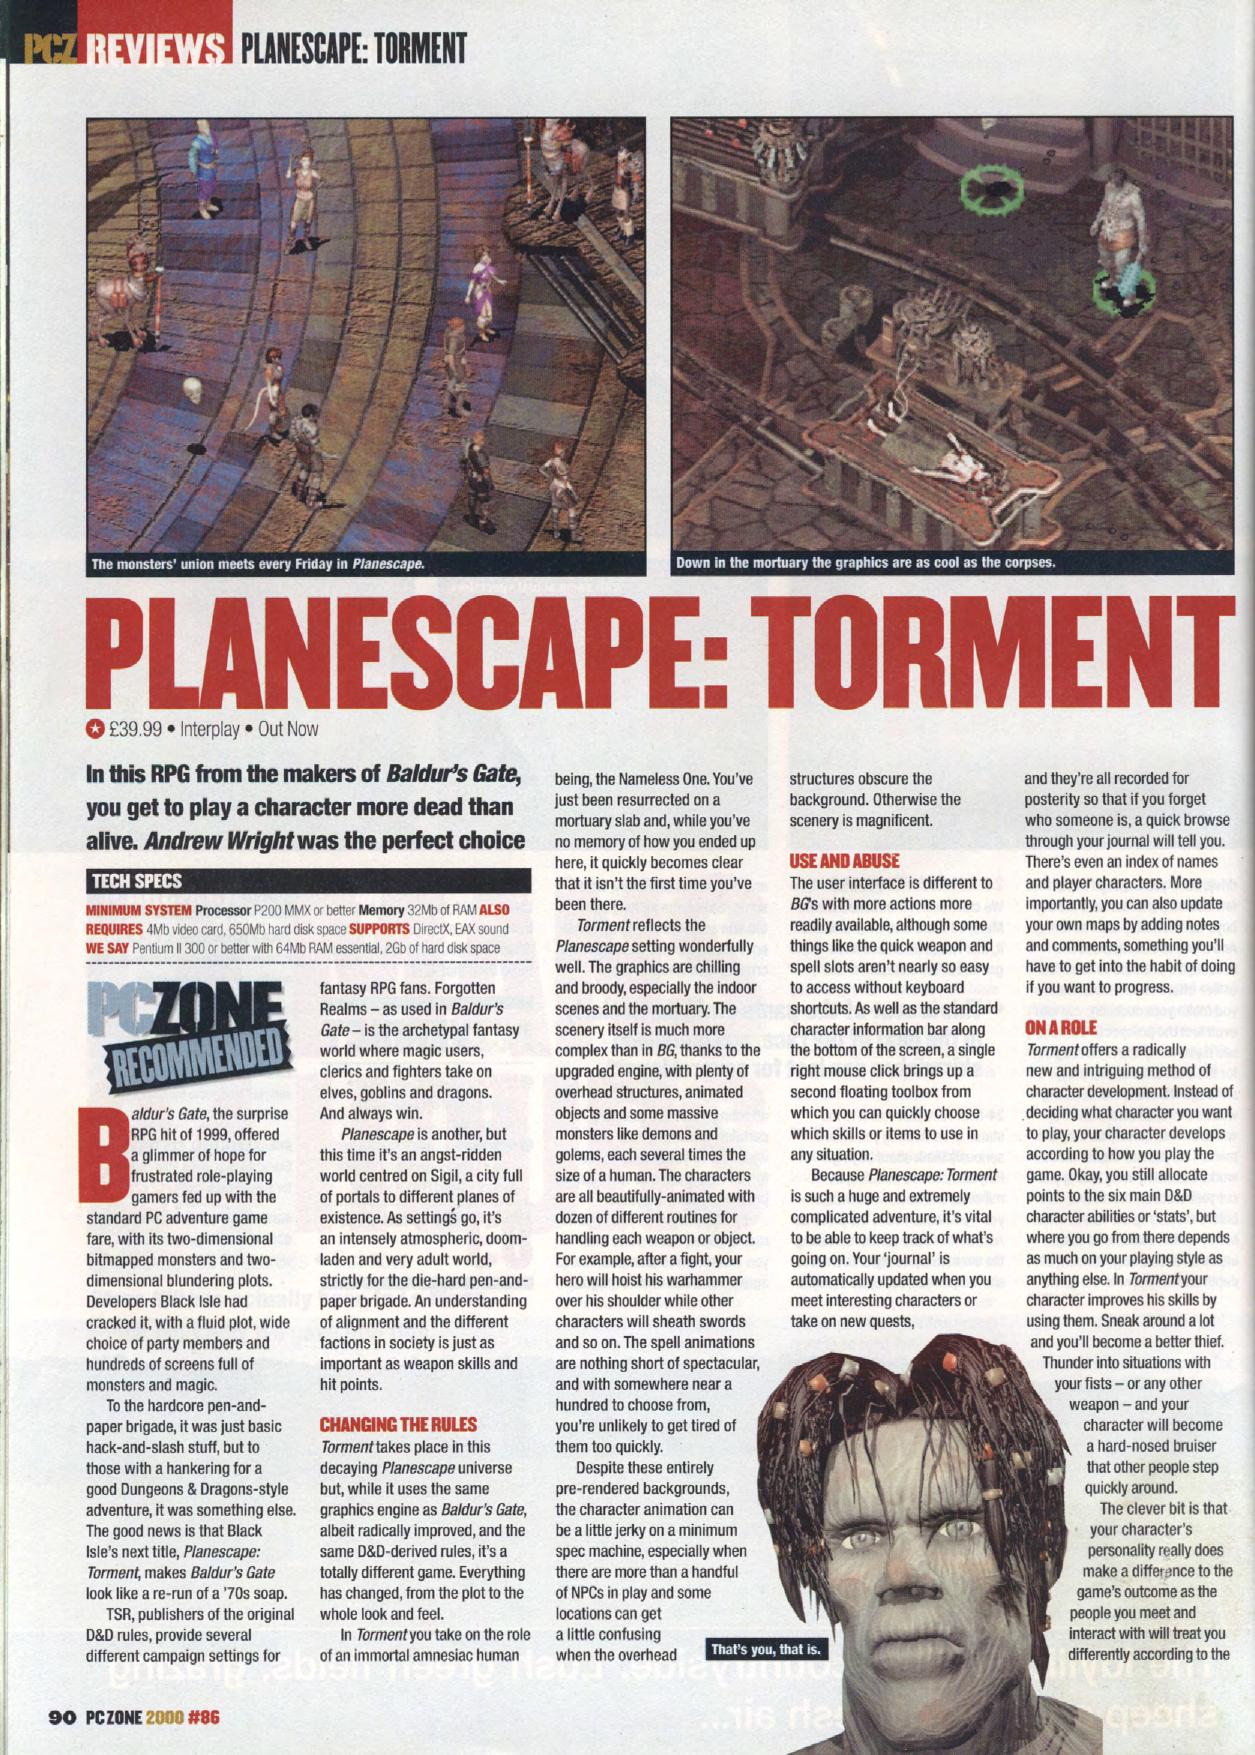 PCZ REVIEWS PLANESCAPE: TORMENT
The monsters' union meets every Friday in Planescape.
Down in the mortuary the graphics are as cool as the corpses.
PLANESCAPE: TORMENT
£39.99 • Interplay • Out Now
In this RPG from the makers of Baldur's Gate,
you get to play a character more dead than
alive. Andrew Wright was the perfect choice
TECH SPECS
MINIMUM SYSTEM Processor P200 MMX or better Memory 32Mb of RAM ALSO
REQUIRES 4Mb video card, 650Mb hard disk space SUPPORTS DirectX, EAX sound
WE SAY Pentium II 300 or better with 64Mb RAM essential, 2Gb of hard disk space
PCZONE
RECOMMENDED
Baldur's Gate, the surprise
RPG hit of 1999, offered
a glimmer of hope for
frustrated role-playing
gamers fed up with the
standard PC adventure game
fare, with its two-dimensional
bitmapped monsters and two-
dimensional blundering plots.
Developers Black Isle had
cracked it, with a fluid plot, wide
choice of party members and
hundreds of screens full of
monsters and magic.
To the hardcore pen-and-
paper brigade, it was just basic
hack-and-slash stuff, but to
those with a hankering for a
good Dungeons & Dragons-style
adventure, it was something else.
The good news is that Black
Isle's next title, Planescape:
Torment, makes Baldur's Gate
look like a re-run of a '70s soap.
TSR, publishers of the original
D&D rules, provide several
different campaign settings for
fantasy RPG fans. Forgotten
Realms – as used in Baldur's
Gate – is the archetypal fantasy
world where magic users,
clerics and fighters take on
elves, goblins and dragons.
And always win.
Planescape is another, but
this time it's an angst-ridden
world centred on Sigil, a city full
of portals to different planes of
existence. As settings go, it's
an intensely atmospheric, doom-
laden and very adult world,
strictly for the die-hard pen-and-
paper brigade. An understanding
of alignment and the different
factions in society is just as
important as weapon skills and
hit points.
CHANGING THE RULES
Torment takes place in this
decaying Planescape universe
but, while it uses the same
graphics engine as Baldur's Gate,
albeit radically improved, and the
same D&D-derived rules, it's a
totally different game. Everything
has changed, from the plot to the
whole look and feel.
In Torment you take on the role
of an immortal amnesiac human
being, the Nameless One. You've
just been resurrected on a
mortuary slab and, while you've
no memory of how you ended up
here, it quickly becomes clear
that it isn't the first time you've
been there.
Torment reflects the
Planescape setting wonderfully
well. The graphics are chilling
and broody, especially the indoor
scenes and the mortuary. The
scenery itself is much more
complex than in BG, thanks to the
upgraded engine, with plenty of
overhead structures, animated
objects and some massive
monsters like demons and
golems, each several times the
size of a human. The characters
are all beautifully-animated with
dozen of different routines for
handling each weapon or object.
For example, after a fight, your
hero will hoist his warhammer
over his shoulder while other
characters will sheath swords
and so on. The spell animations
are nothing short of spectacular,
and with somewhere near a
hundred to choose from,
you're unlikely to get tired of
them too quickly.
Despite these entirely
pre-rendered backgrounds,
the character animation can
be a little jerky on a minimum
spec machine, especially when
there are more than a handful
of NPCs in play and some
locations can get
a little confusing
when the overhead
structures obscure the
background. Otherwise the
scenery is magnificent.
USE AND ABUSE
The user interface is different to
BG's with more actions more
readily available, although some
things like the quick weapon and
spell slots aren't nearly so easy
to access without keyboard
shortcuts. As well as the standard
character information bar along
the bottom of the screen, a single
right mouse click brings up a
second floating toolbox from
which you can quickly choose
which skills or items to use in
any situation.
Because Planescape: Torment
is such a huge and extremely
complicated adventure, it's vital
to be able to keep track of what's
going on. Your 'journal' is
automatically updated when you
meet interesting characters or
take on new quests,
and they're all recorded for
posterity so that if you forget
who someone is, a quick browse
through your journal will tell you.
There's even an index of names
and player characters. More
importantly, you can also update
your own maps by adding notes
and comments, something you'll
have to get into the habit of doing
if you want to progress.
ON A ROLE
Torment offers a radically
new and intriguing method of
character development. Instead of
deciding what character you want
to play, your character develops
according to how you play the
game. Okay, you still allocate
points to the six main D&D
character abilities or 'stats', but
where you go from there depends
as much on your playing style as
anything else. In Torment your
character improves his skills by
using them. Sneak around a lot
and you'll become a better thief.
Thunder into situations with
your fists – or any other
weapon – and your
character will become
a hard-nosed bruiser
that other people step
quickly around.
The clever bit is that
your character's
personality really does
make a difference to the
game's outcome as the
people you meet and
interact with will treat you
differently according to the
That's you, that is.
90 PCZONE 2000 #86